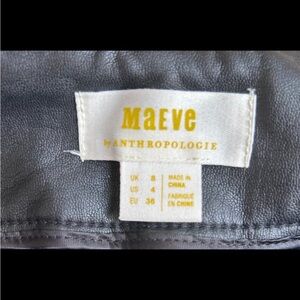 Maeve
by ANTHROPOLOGIE
UK 8
US 4
EU 36
MADE IN
CHINA
FABRIQUÉ
EN CHINE